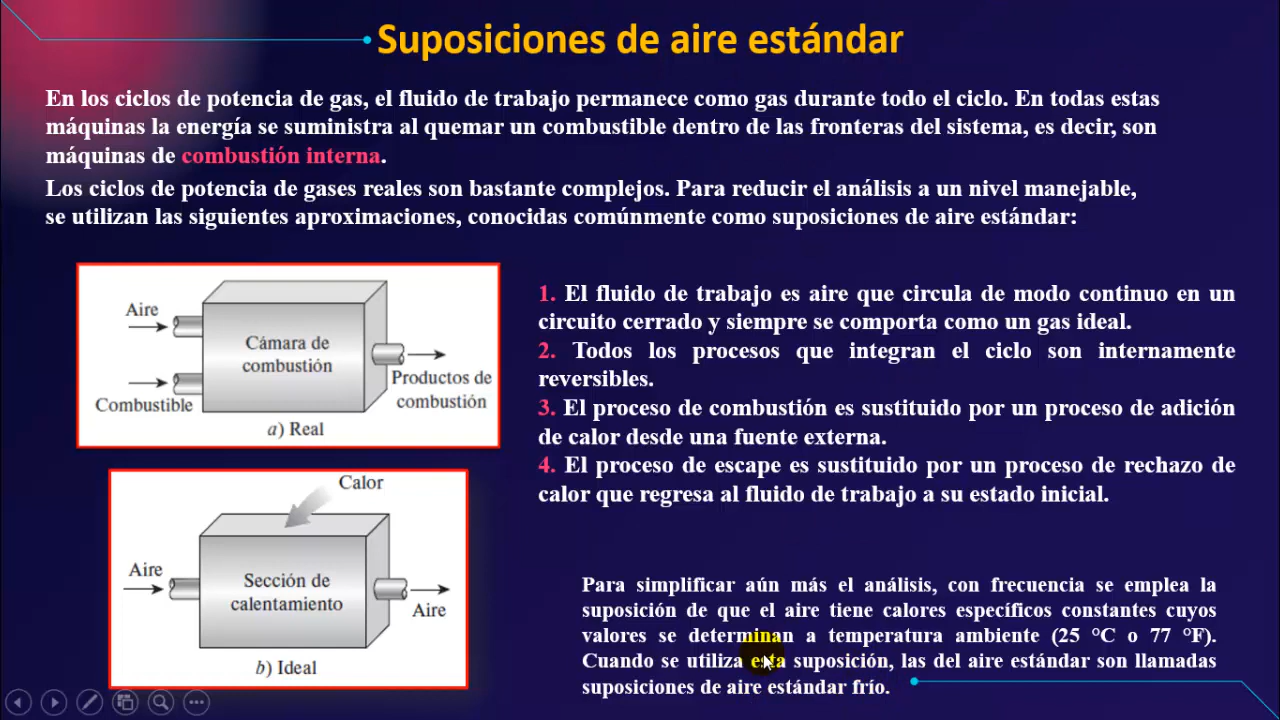 Suposiciones de aire estándar
En los ciclos de potencia de gas, el fluido de trabajo permanece como gas durante todo el ciclo. En todas estas
máquinas la energía se suministra al quemar un combustible dentro de las fronteras del sistema, es decir, son
máquinas de combustión interna.
Los ciclos de potencia de gases reales son bastante complejos. Para reducir el análisis a un nivel manejable,
se utilizan las siguientes aproximaciones, conocidas comúnmente como suposiciones de aire estándar:
Aire
Cámara de
combustión
Combustible
Productos de
combustión
a) Real
Calor
Aire
Sección de
calentamiento
Aire
b) Ideal
1. El fluido de trabajo es aire que circula de modo continuo en un
circuito cerrado y siempre se comporta como un gas ideal.
2. Todos los procesos que integran el ciclo son internamente
reversibles.
3. El proceso de combustión es sustituido por un proceso de adición
de calor desde una fuente externa.
4. El proceso de escape es sustituido por un proceso de rechazo de
calor que regresa al fluido de trabajo a su estado inicial.
Para simplificar aún más el análisis, con frecuencia se emplea la
suposición de que el aire tiene calores específicos constantes cuyos
valores se determinan a temperatura ambiente (25 °C o 77 °F).
Cuando se utiliza esta suposición, las del aire estándar son llamadas
suposiciones de aire estándar frío.